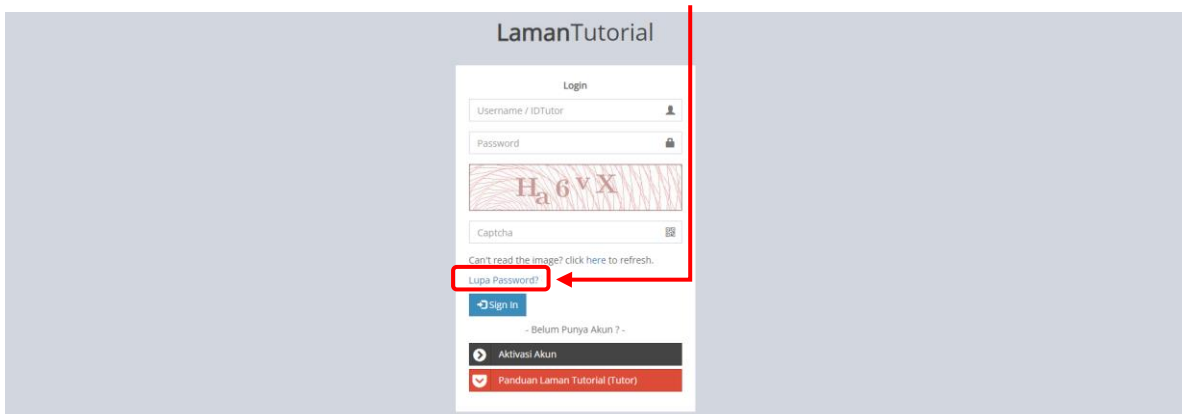 LamanTutorial
Login
Username / IDTutor
Password
Ha6vX
Captcha
Can't read the image? click here to refresh.
Lupa Password?
Sign In
- Belum Punya Akun ? -
Aktivasi Akun
Panduan Laman Tutorial (Tutor)